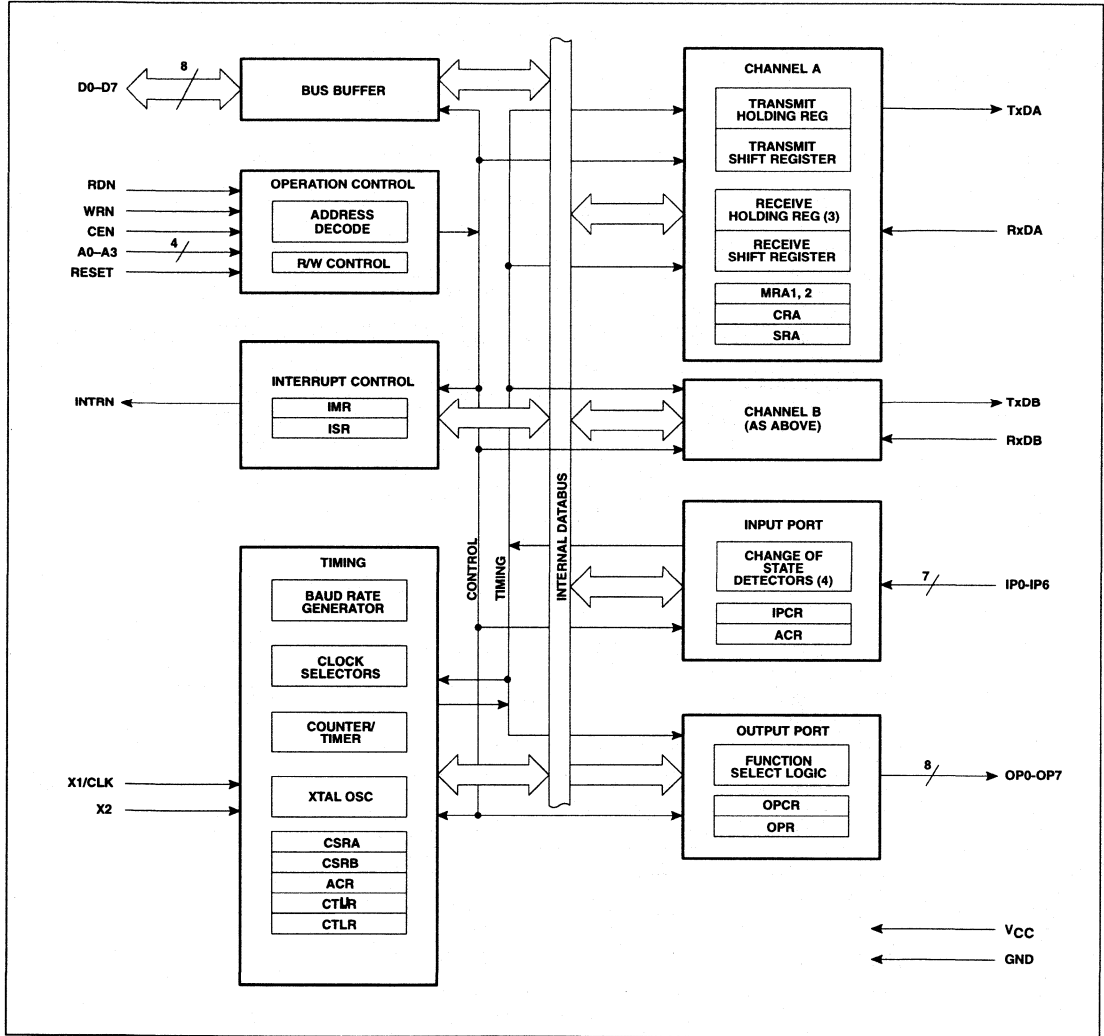 D0–D7
8
BUS BUFFER
RDN
WRN
CEN
A0–A3
4
RESET
OPERATION CONTROL
ADDRESS
DECODE
R/W CONTROL
INTRN
INTERRUPT CONTROL
IMR
ISR
TIMING
BAUD RATE
GENERATOR
CLOCK
SELECTORS
COUNTER/
TIMER
X1/CLK
X2
XTAL OSC
CSRA
CSRB
ACR
CTLR
CONTROL
TIMING
INTERNAL DATABUS
CHANNEL A
TRANSMIT
HOLDING REG
TRANSMIT
SHIFT REGISTER
RECEIVE
HOLDING REG (3)
RECEIVE
SHIFT REGISTER
MRA1, 2
CRA
SRA
TxDA
RxDA
CHANNEL B
(AS ABOVE)
TxDB
RxDB
INPUT PORT
CHANGE OF
STATE
DETECTORS (4)
IPCR
ACR
7
IP0-IP6
OUTPUT PORT
FUNCTION
SELECT LOGIC
OPCR
OPR
8
OP0-OP7
VCC
GND